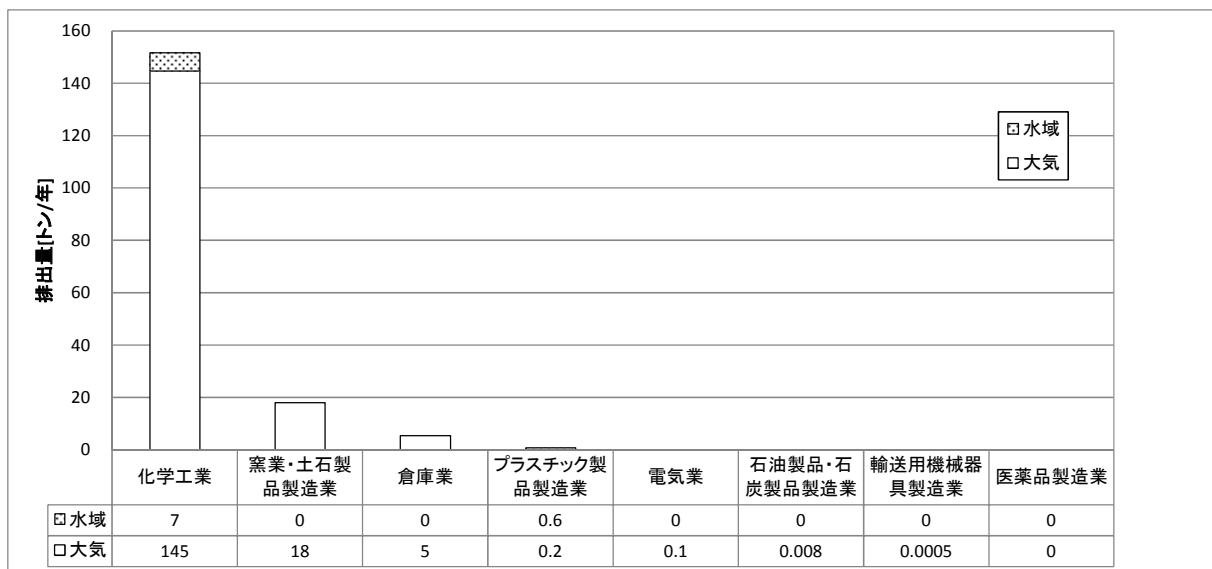 160
140
120
100
80
60
40
20
0
排出量[トン/年]
水域
大気
化学工業
窯業・土石製
品製造業
倉庫業
プラスチック製
品製造業
電気業
石油製品・石
炭製品製造業
輸送用機械器
具製造業
医薬品製造業
水域 7 0 0 0.6 0 0 0 0
大気 145 18 5 0.2 0.1 0.008 0.0005 0